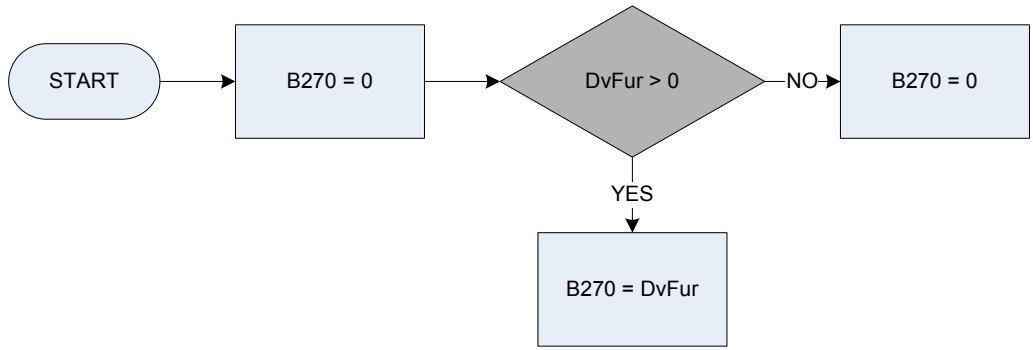 START
B270 = 0
DvFur > 0
NO
B270 = 0
YES
B270 = DvFur